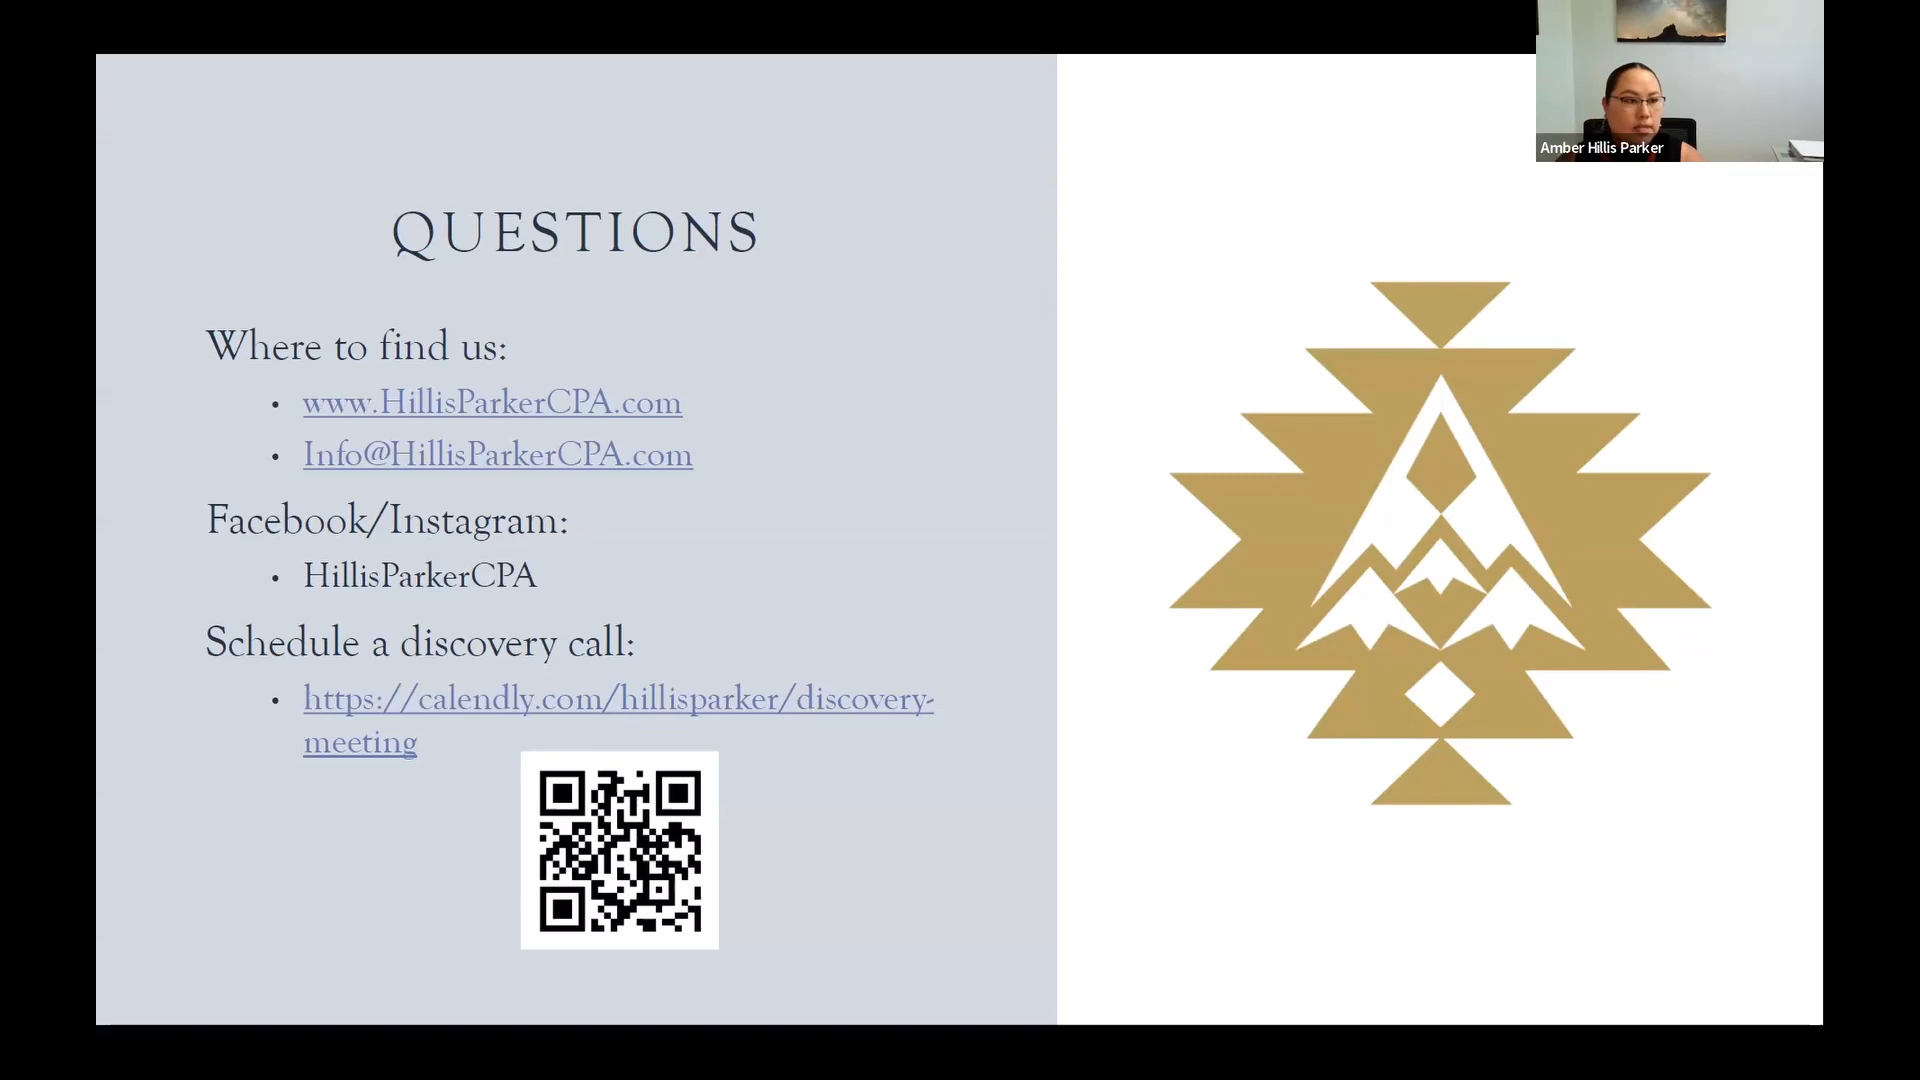 Amber Hillis Parker
QUESTIONS
Where to find us:
• www.HillisParkerCPA.com
• Info@HillisParkerCPA.com
Facebook/Instagram:
• HillisParkerCPA
Schedule a discovery call:
• https://calendly.com/hillisparker/discovery-
meeting